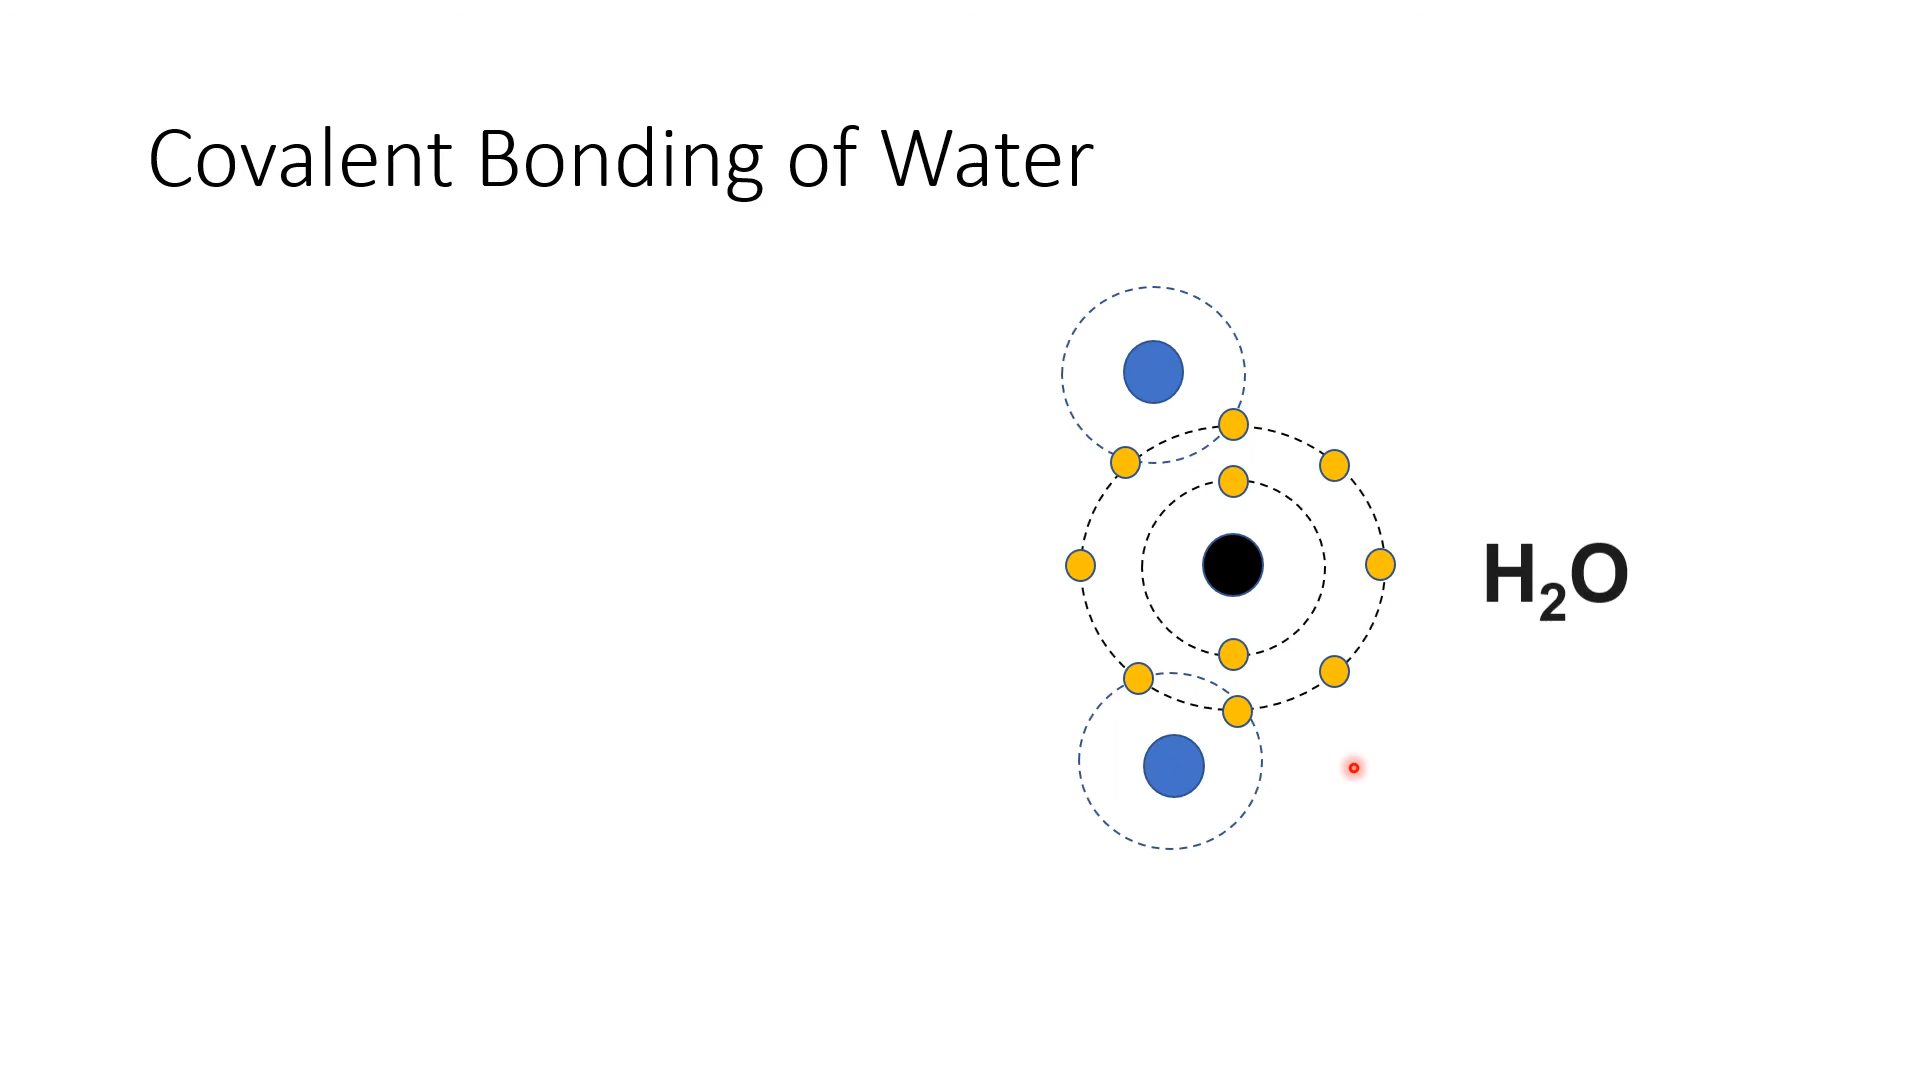 Covalent Bonding of Water
H₂O